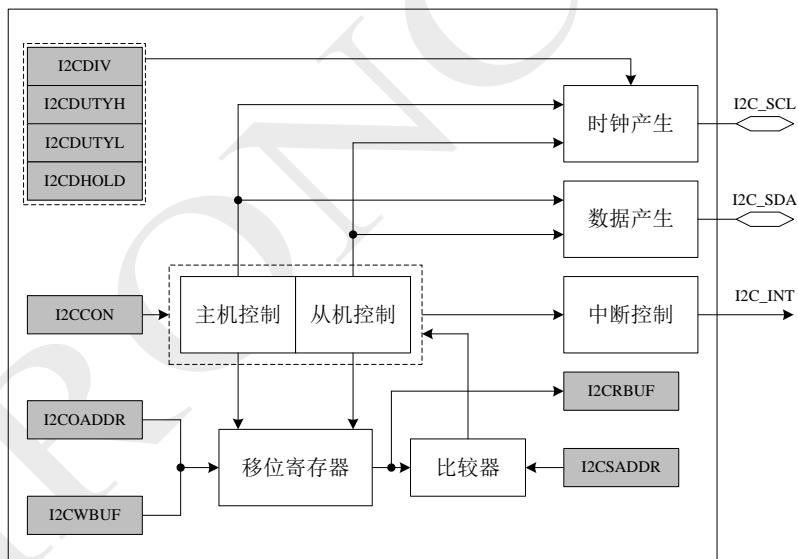 I2CDIV
I2CDUTYH
I2CDUTYL
I2CDHOLD
时钟产生
I2C_SCL
数据产生
I2C_SDA
I2CCON
主机控制
从机控制
中断控制
I2C_INT
I2CRBUF
I2COADDR
移位寄存器
比较器
I2CSADDR
I2CWBUF